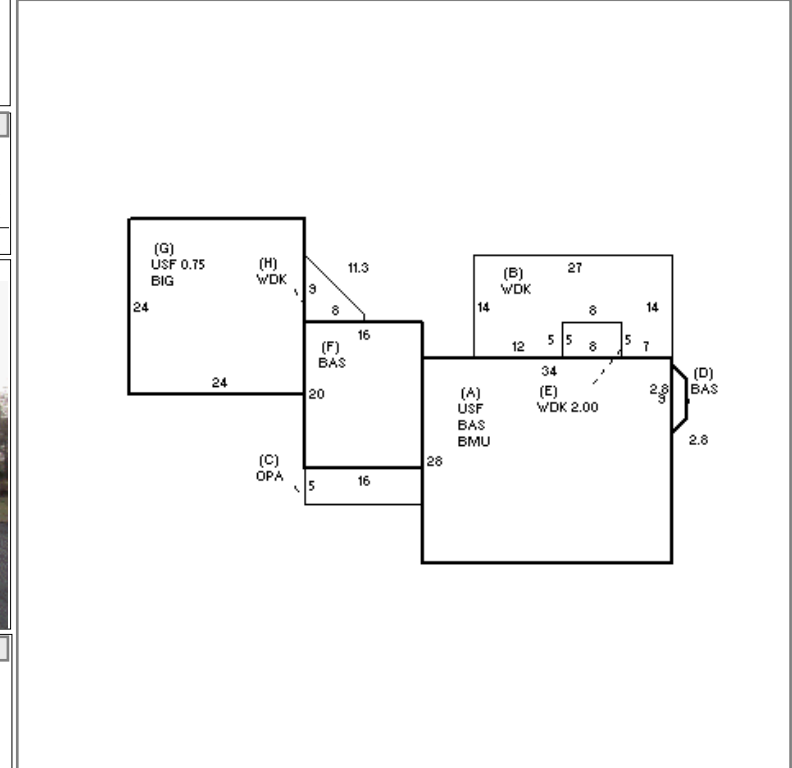 (G)
USF 0.75
BIG
24
24
(H)
WDK
9
11.3
8
16
(F)
BAS
20
(C)
OPA
5
16
(B)
WDK
27
14
14
8
12
5
5
8
5
7
34
(A)
USF
BAS
BMU
28
(E)
WDK 2.00
2.8
9
(D)
BAS
2.8